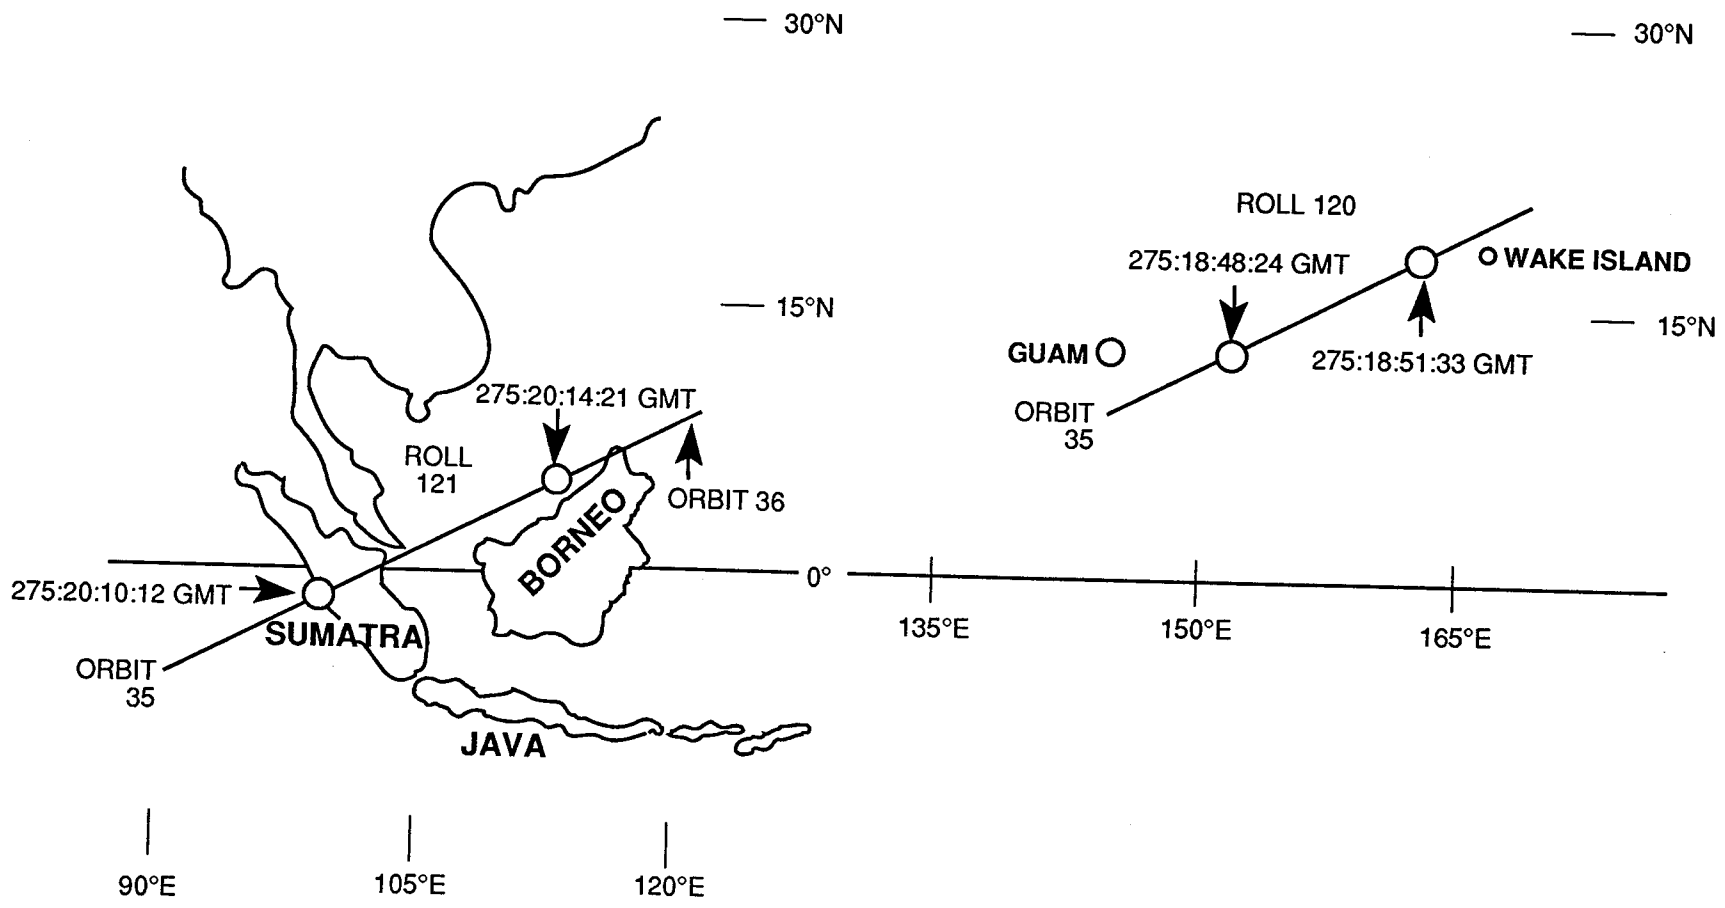 30°N
30°N
ROLL 120
275:18:48:24 GMT
WAKE ISLAND
15°N
15°N
GUAM
275:18:51:33 GMT
275:20:14:21 GMT
ORBIT
35
ROLL
121
ORBIT 36
BORNEO
0°
275:20:10:12 GMT
SUMATRA
135°E
150°E
165°E
ORBIT
35
JAVA
90°E
105°E
120°E